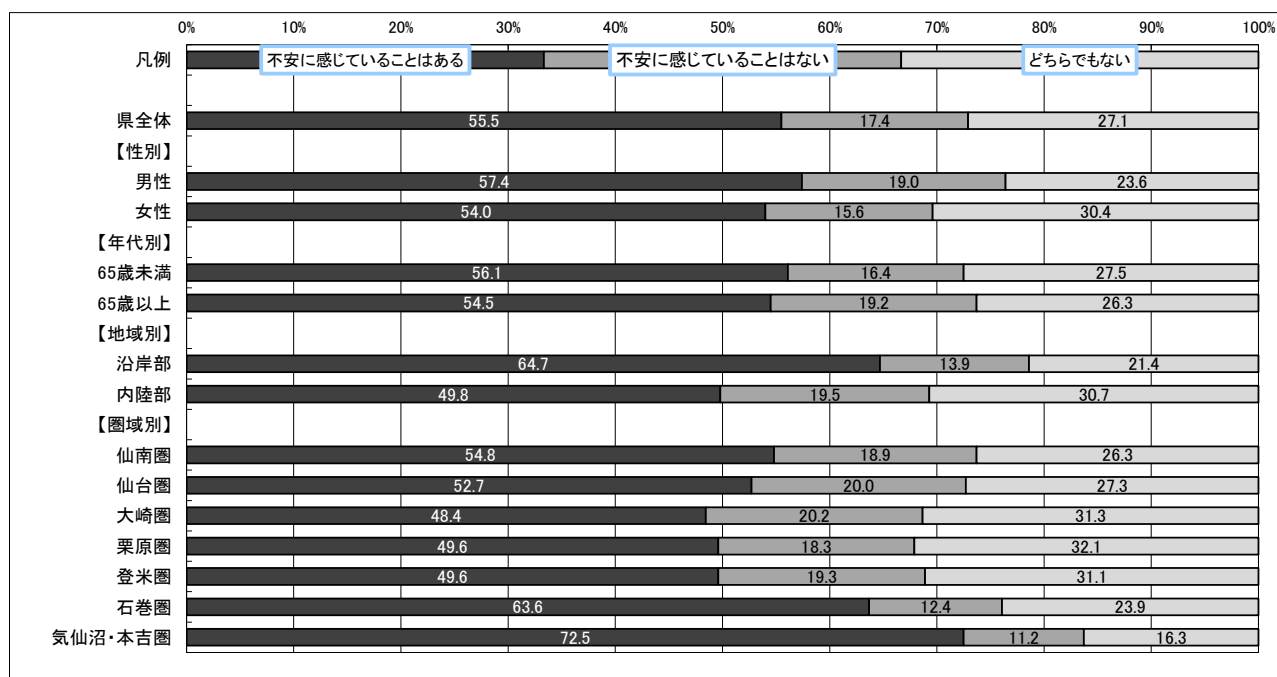 0% 10% 20% 30% 40% 50% 60% 70% 80% 90% 100%
凡例 不安に感じていることはある 不安に感じていることはない どちらでもない
県全体 55.5 17.4 27.1
【性別】
男性 57.4 19.0 23.6
女性 54.0 15.6 30.4
【年代別】
65歳未満 56.1 16.4 27.5
65歳以上 54.5 19.2 26.3
【地域別】
沿岸部 64.7 13.9 21.4
内陸部 49.8 19.5 30.7
【圏域別】
仙南圏 54.8 18.9 26.3
仙台圏 52.7 20.0 27.3
大崎圏 48.4 20.2 31.3
栗原圏 49.6 18.3 32.1
登米圏 49.6 19.3 31.1
石巻圏 63.6 12.4 23.9
気仙沼・本吉圏 72.5 11.2 16.3